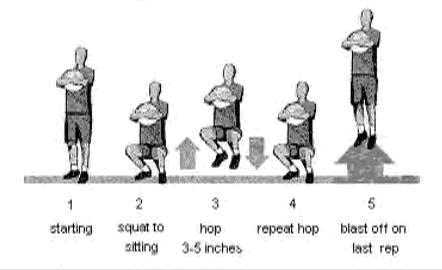 1 2 3 4 5
starting squat to hop repeat hop blast off on
sitting 3-5 inches last rep